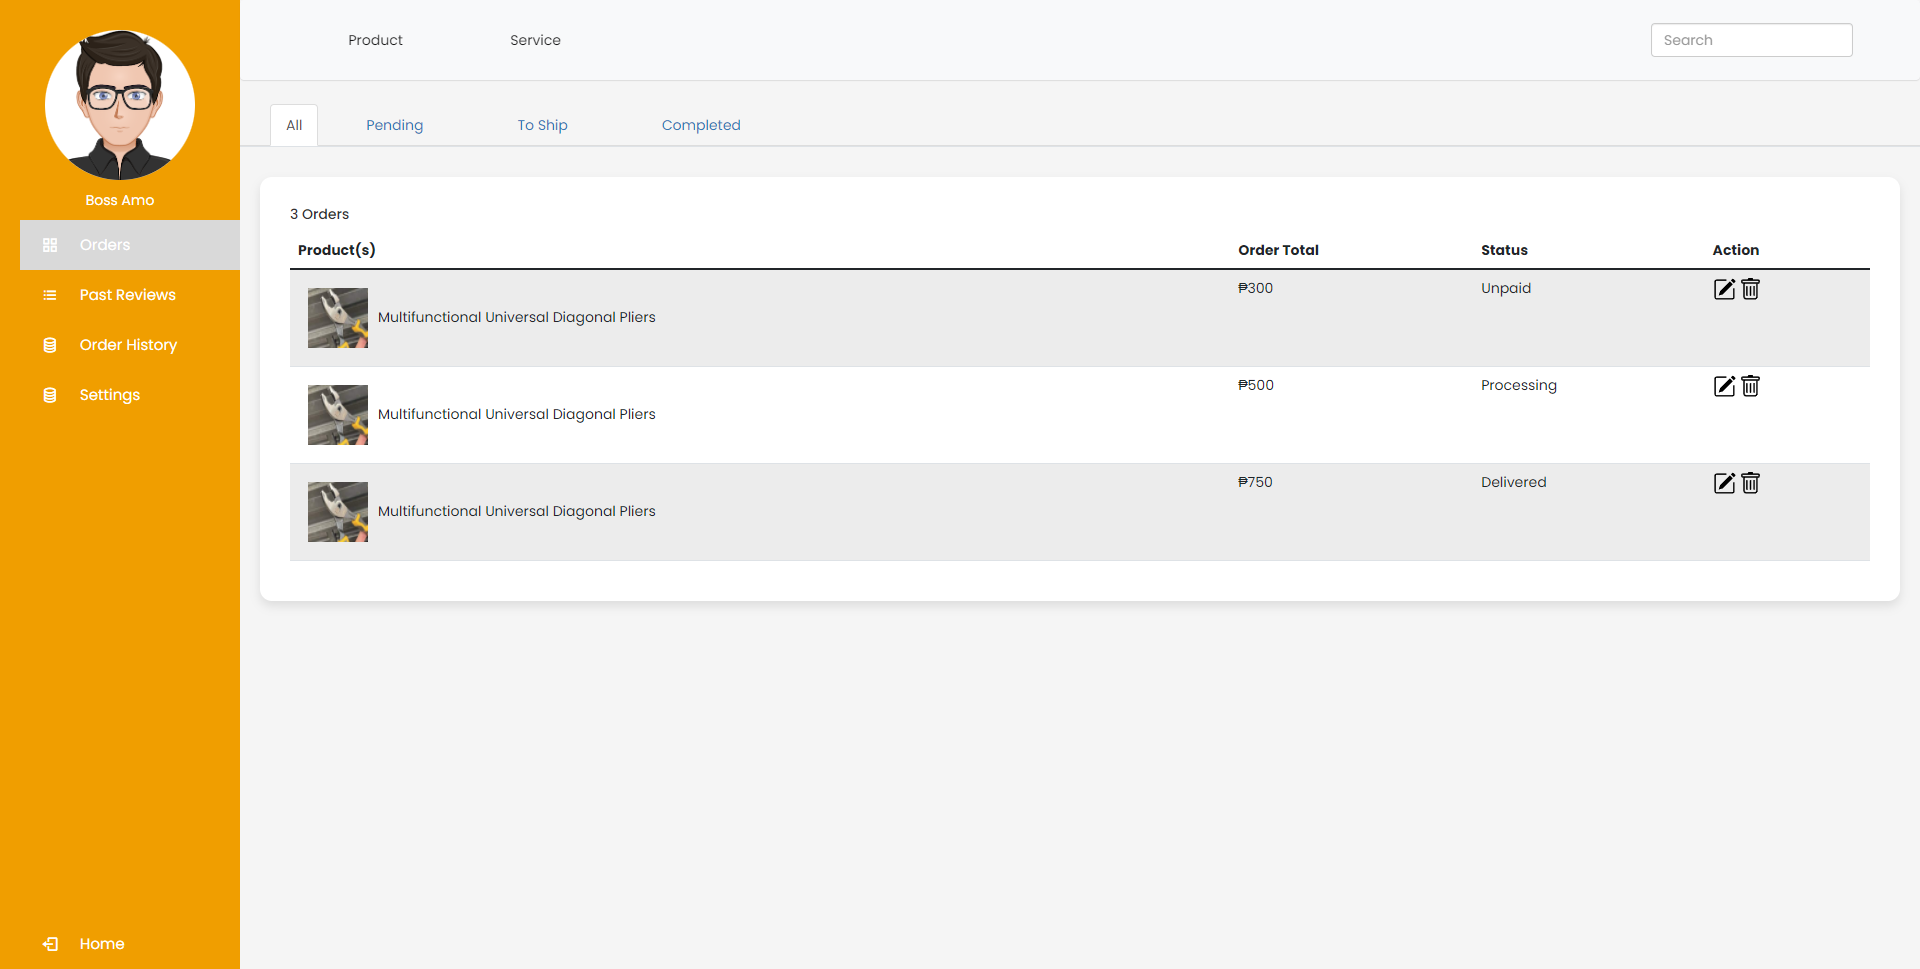 Boss Amo
Orders
Past Reviews
Order History
Settings
Home
Product Service
Search
All Pending To Ship Completed
3 Orders
Product(s) Order Total Status Action
Multifunctional Universal Diagonal Pliers ₱300 Unpaid
Multifunctional Universal Diagonal Pliers ₱500 Processing
Multifunctional Universal Diagonal Pliers ₱750 Delivered